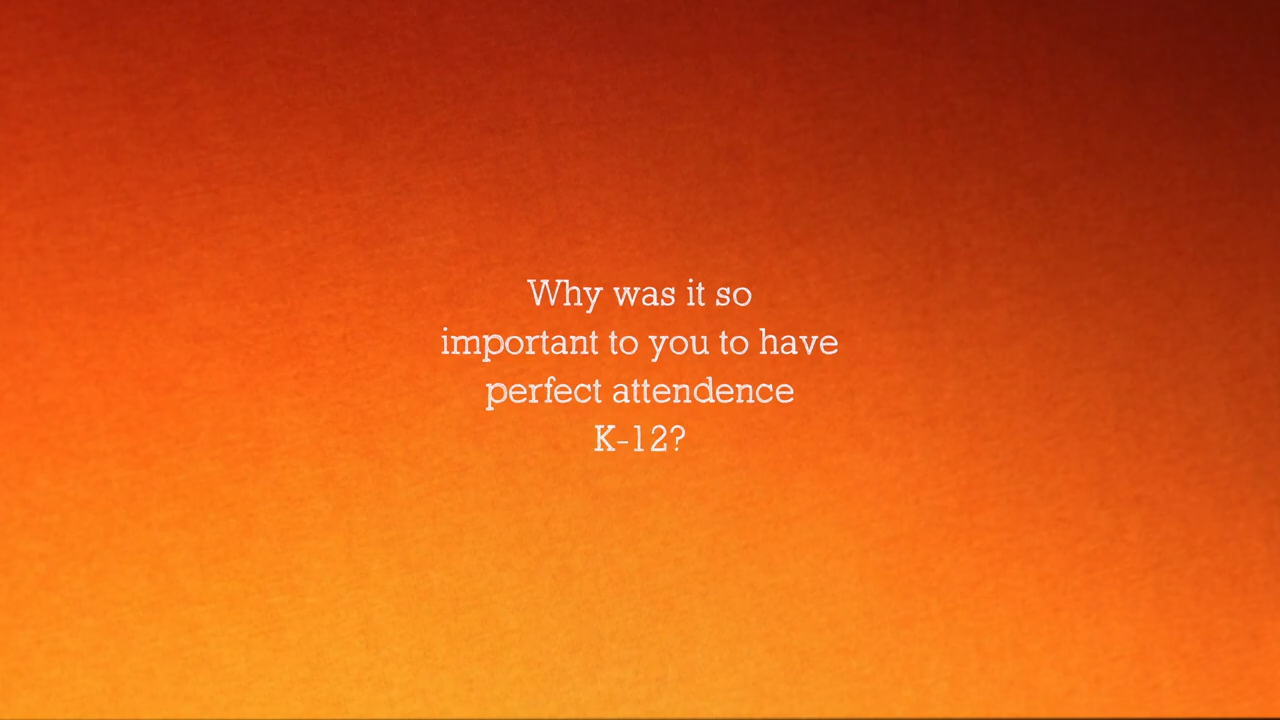 Why was it so
important to you to have
perfect attendence
K-12?